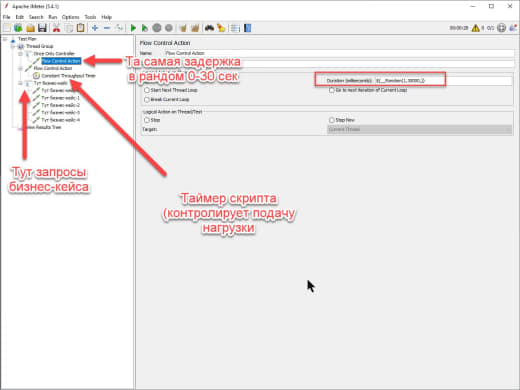 Apache JMeter (5.4.1)
File Edit Search Run Options Tools Help
00:00:28
0 0/1
Test Plan
Thread Group
Once Only Controller
Flow Control Action
Flow Control Action
Constant Throughput Timer
Тут бизнес-кейс
Тут бизнес-кейс
Тут бизнес-кейс-1
Тут бизнес-кейс-2
Тут бизнес-кейс-3
Тут бизнес-кейс-4
View Results Tree
Flow Control Action
Name: Flow Control Action
Duration (milliseconds): ${__Random(1,30000,)}
Start Next Thread Loop
Go to next iteration of Current Loop
Break Current Loop
Logical Action on Thread/Test
Stop
Stop Now
Target:
Current Thread
Та самая задержка
в рандом 0-30 сек
Тут запросы
бизнес-кейса
Таймер скрипта
(контролирует подачу
нагрузки